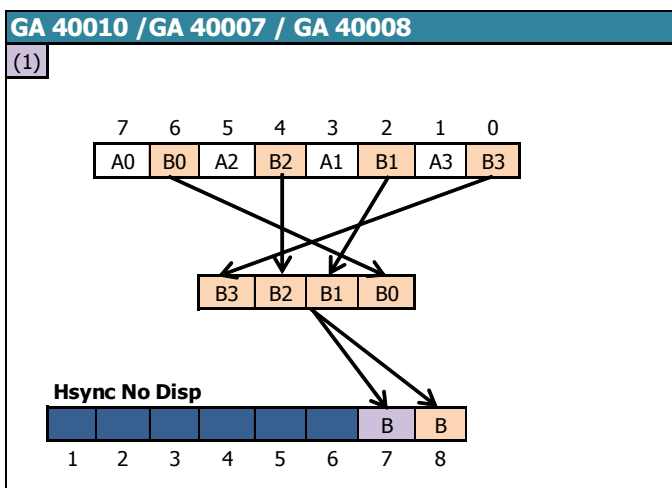 GA 40010 /GA 40007 / GA 40008
(1)
7 6 5 4 3 2 1 0
A0 B0 A2 B2 A1 B1 A3 B3
B3 B2 B1 B0
Hsync No Disp
B B
1 2 3 4 5 6 7 8